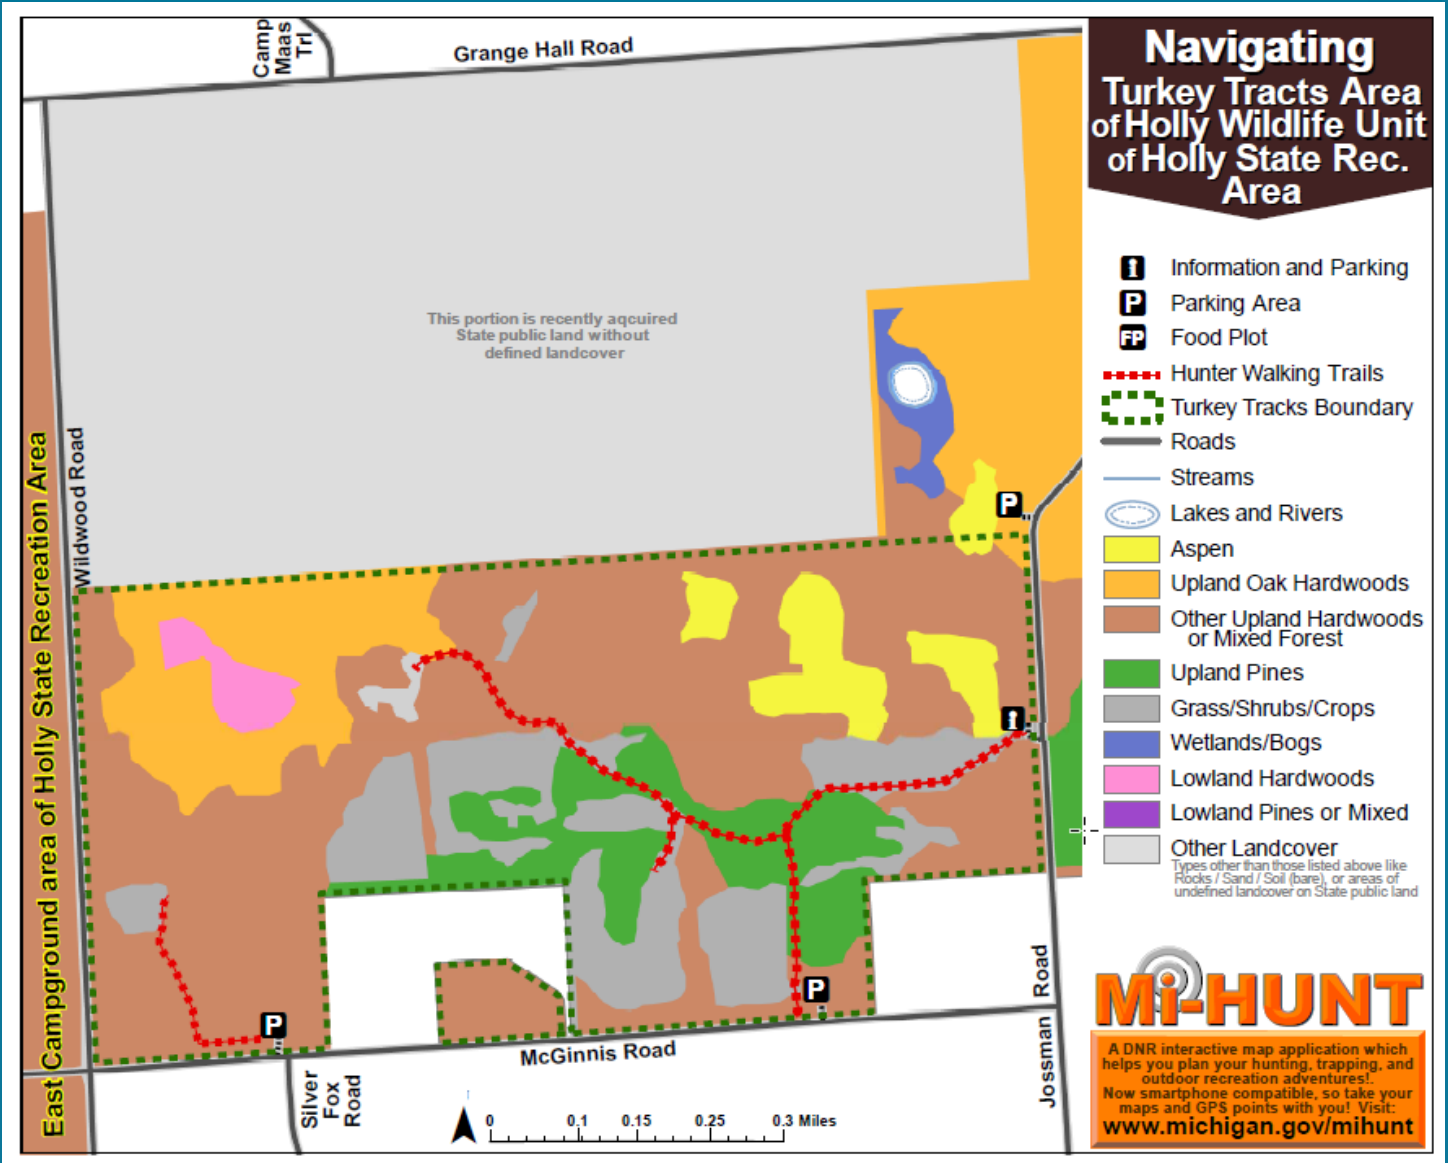 Camp
Maas
Trl
Grange Hall Road
This portion is recently aqcuired
State public land without
defined landcover
Wildwood Road
East Campground area of Holly State Recreation Area
P
i
P
P
McGinnis Road
Silver
Fox
Road
Jossman Road
0 0.1 0.15 0.25 0.3 Miles
Navigating
Turkey Tracts Area
of Holly Wildlife Unit
of Holly State Rec.
Area
i Information and Parking
P Parking Area
FP Food Plot
Hunter Walking Trails
Turkey Tracks Boundary
Roads
Streams
Lakes and Rivers
Aspen
Upland Oak Hardwoods
Other Upland Hardwoods
or Mixed Forest
Upland Pines
Grass/Shrubs/Crops
Wetlands/Bogs
Lowland Hardwoods
Lowland Pines or Mixed
Other Landcover
Types other than those listed above like
Rocks / Sand / Soil (bare), or areas of
undefined landcover on State public land
Mi-HUNT
A DNR interactive map application which
helps you plan your hunting, trapping, and
outdoor recreation adventures!.
Now smartphone compatible, so take your
maps and GPS points with you! Visit:
www.michigan.gov/mihunt